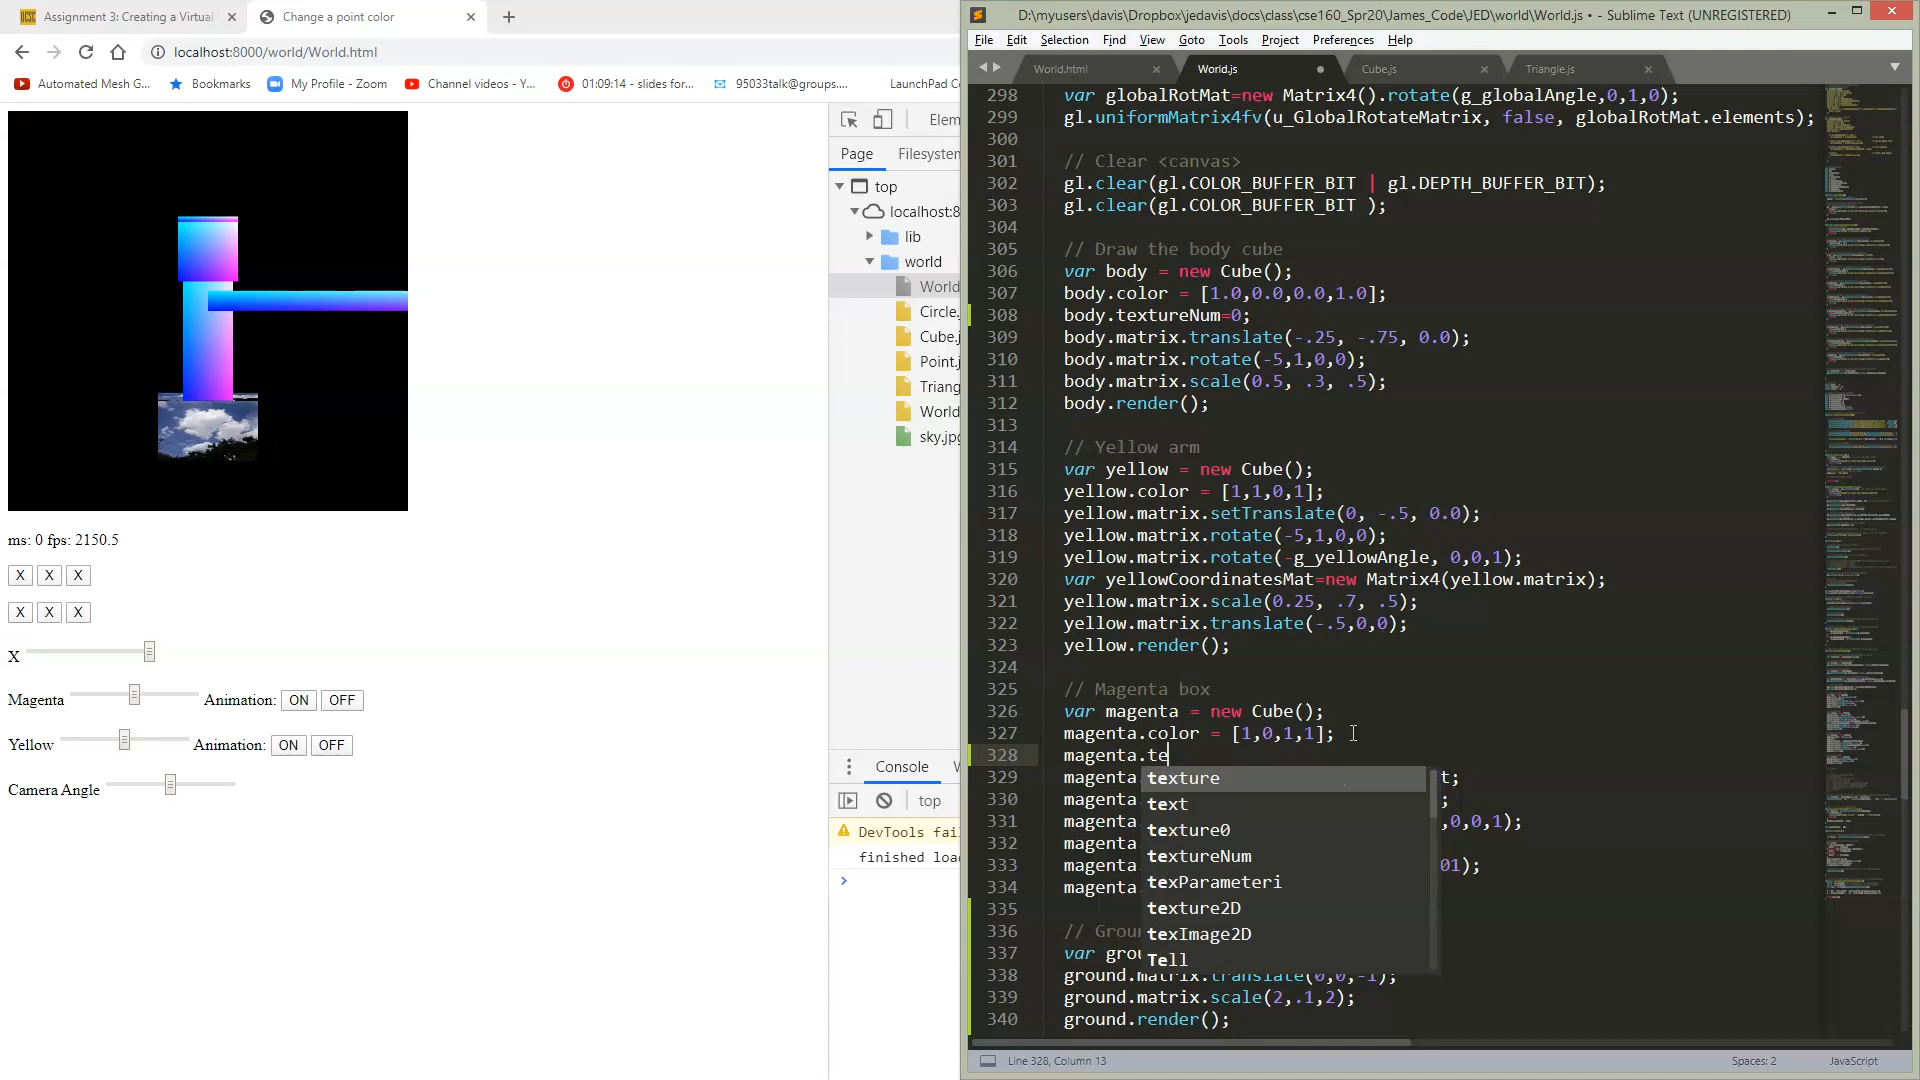 Assignment 3: Creating a Virtual
Change a point color
localhost:8000/world/World.html
Automated Mesh G...
Bookmarks
My Profile - Zoom
Channel videos - Y...
01:09:14 - slides for...
95033talk@groups....
LaunchPad Co
ms: 0 fps: 2150.5
X X X
X X X
X
Magenta Animation: ON OFF
Yellow Animation: ON OFF
Camera Angle
Elem
Page Filesystem
top
localhost:8
lib
world
World
Circle.
Cube.j
Point.j
Triang
World
sky.jpg
Console
top
DevTools fail
finished load
D:\myusers\davis\Dropbox\jedavis\docs\class\cse160_Spr20\James_Code\JED\world\World.js • - Sublime Text (UNREGISTERED)
File Edit Selection Find View Goto Tools Project Preferences Help
World.html World.js Cube.js Triangle.js
298 var globalRotMat=new Matrix4().rotate(g_globalAngle,0,1,0);
299 gl.uniformMatrix4fv(u_GlobalRotateMatrix, false, globalRotMat.elements);
300
301 // Clear <canvas>
302 gl.clear(gl.COLOR_BUFFER_BIT | gl.DEPTH_BUFFER_BIT);
303 gl.clear(gl.COLOR_BUFFER_BIT );
304
305 // Draw the body cube
306 var body = new Cube();
307 body.color = [1.0,0.0,0.0,1.0];
308 body.textureNum=0;
309 body.matrix.translate(-.25, -.75, 0.0);
310 body.matrix.rotate(-5,1,0,0);
311 body.matrix.scale(0.5, .3, .5);
312 body.render();
313
314 // Yellow arm
315 var yellow = new Cube();
316 yellow.color = [1,1,0,1];
317 yellow.matrix.setTranslate(0, -.5, 0.0);
318 yellow.matrix.rotate(-5,1,0,0);
319 yellow.matrix.rotate(-g_yellowAngle, 0,0,1);
320 var yellowCoordinatesMat=new Matrix4(yellow.matrix);
321 yellow.matrix.scale(0.25, .7, .5);
322 yellow.matrix.translate(-.5,0,0);
323 yellow.render();
324
325 // Magenta box
326 var magenta = new Cube();
327 magenta.color = [1,0,1,1];
328 magenta.te
329 magenta. t;
330 magenta. ;
331 magenta. ,0,0,1);
332 magenta.
333 magenta. 01);
334 magenta.
335
336 // Groun
337 var grou
338 ground.matrix.translate(0,0,-1);
339 ground.matrix.scale(2,.1,2);
340 ground.render();
texture
text
texture0
textureNum
texParameteri
texture2D
texImage2D
Tell
Line 328, Column 13
Spaces: 2
JavaScript